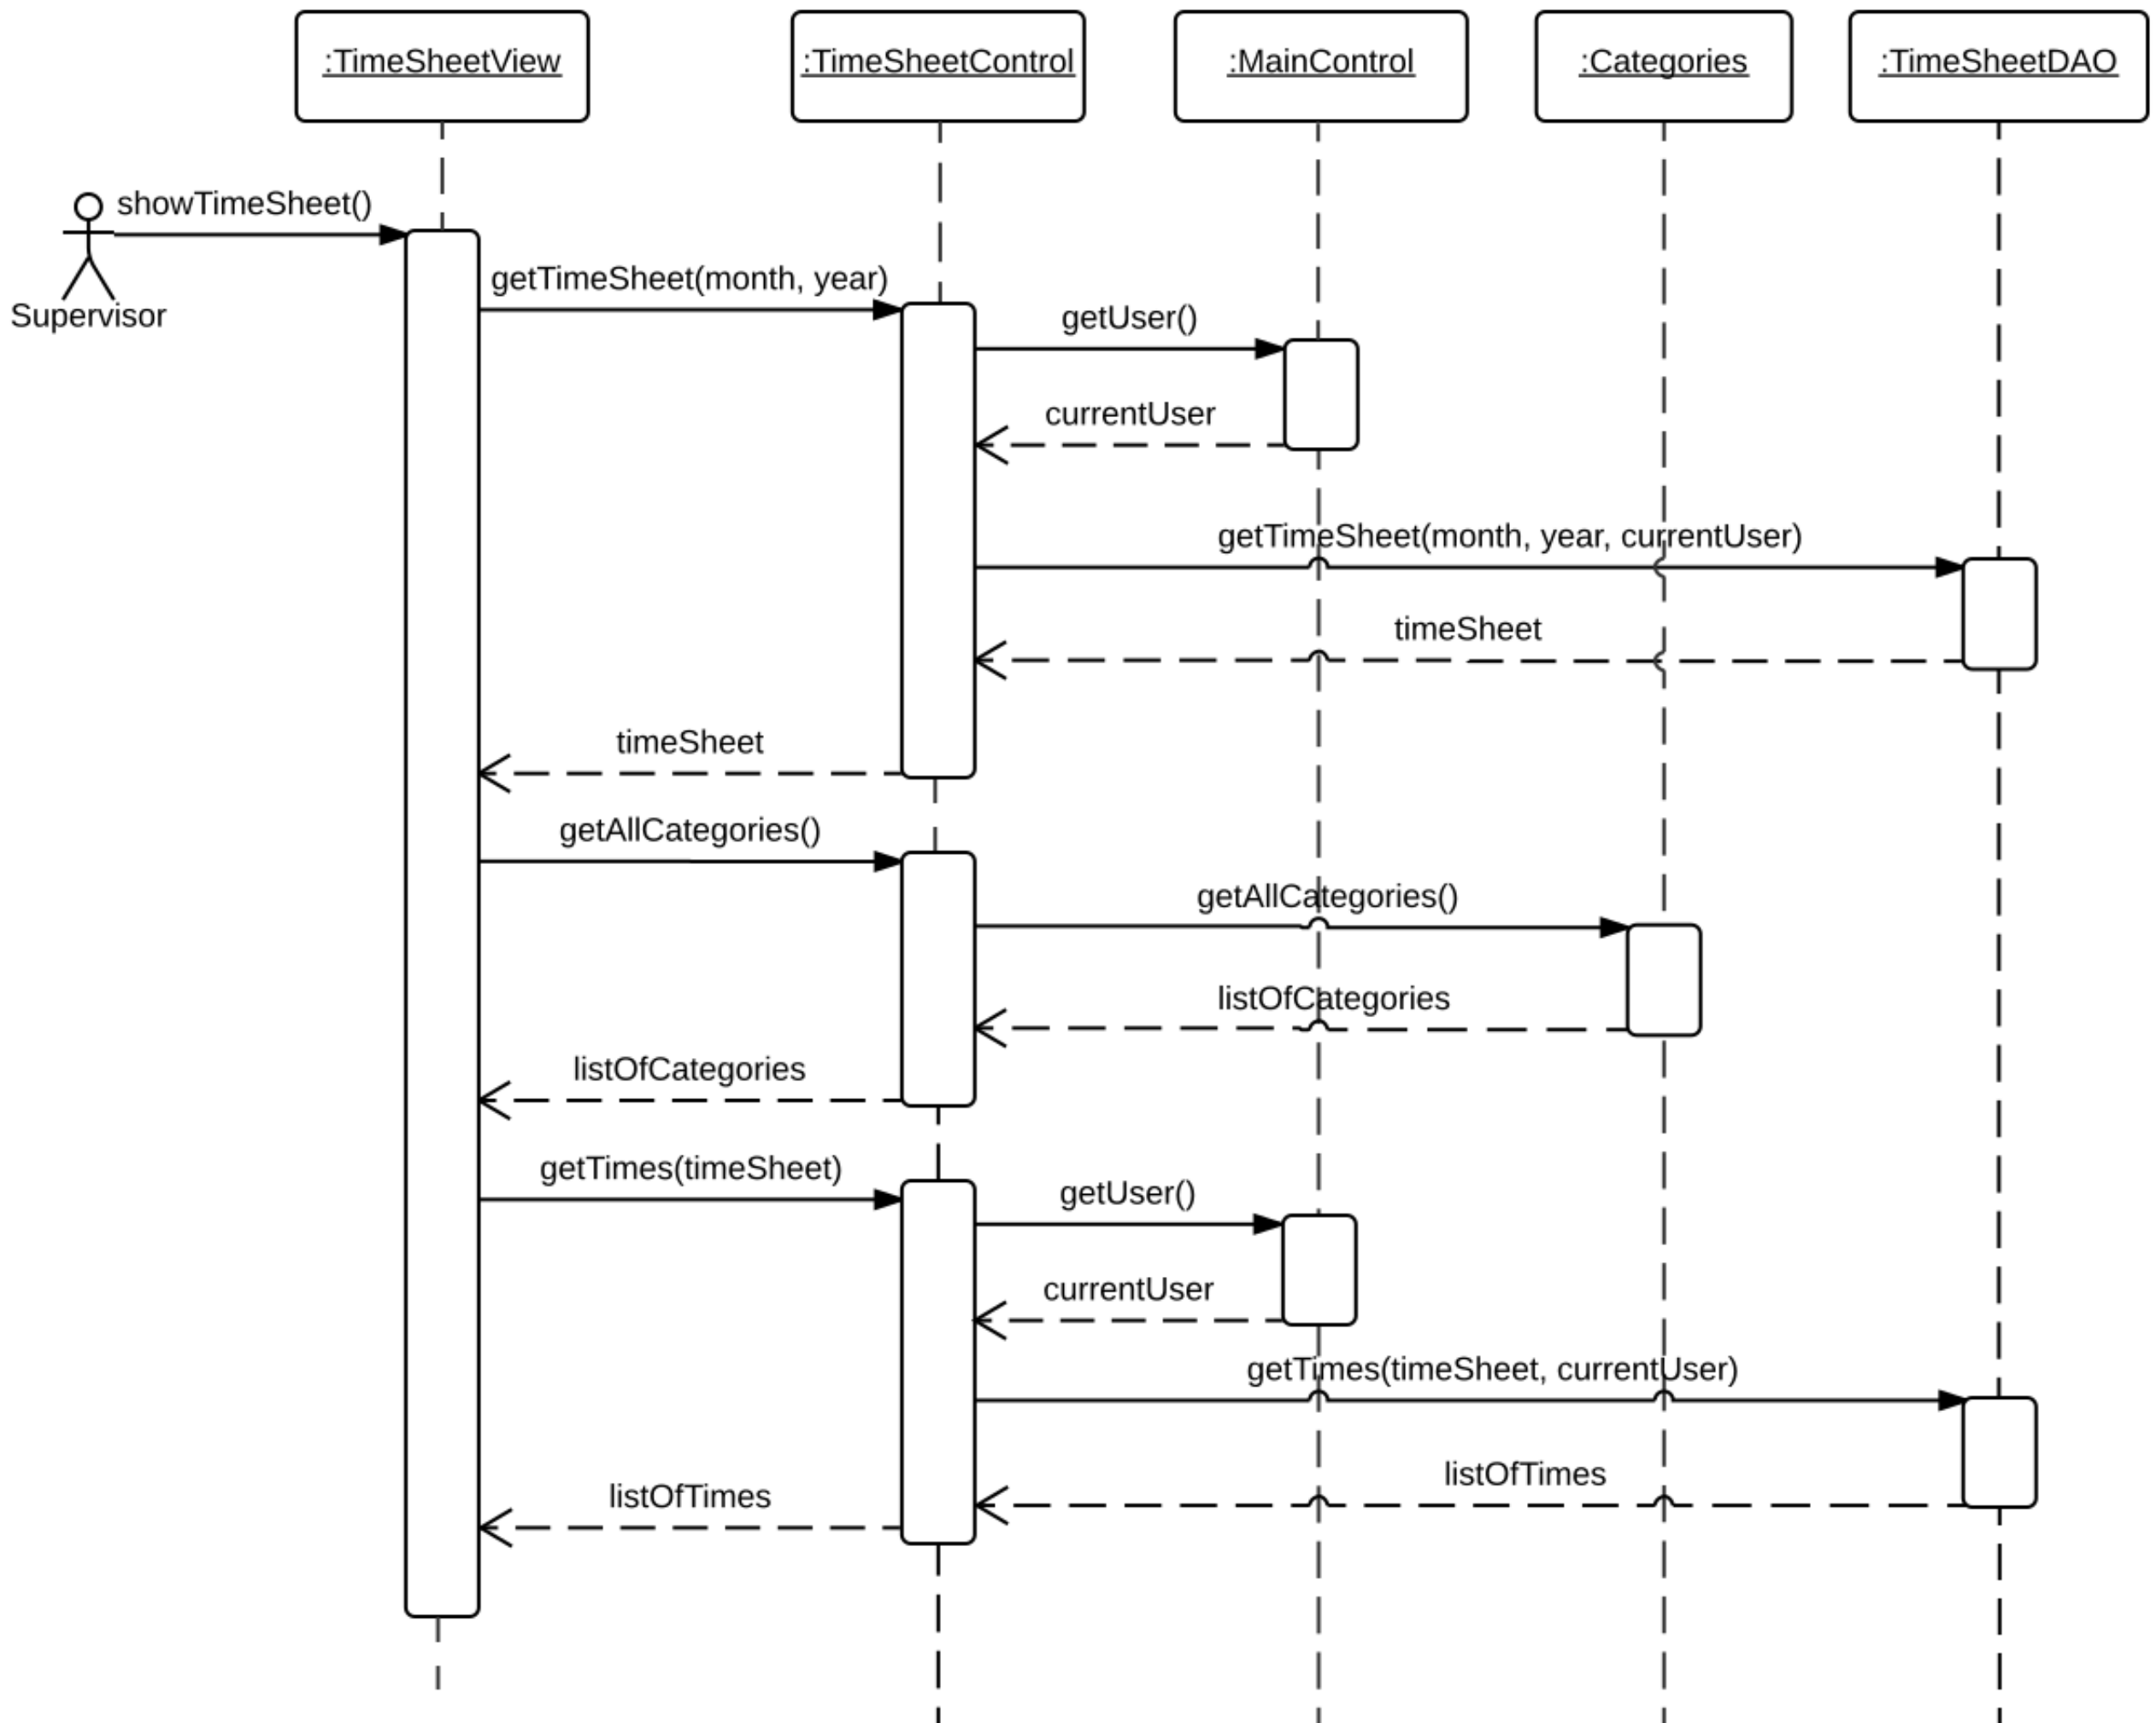 :TimeSheetView
:TimeSheetControl
:MainControl
:Categories
:TimeSheetDAO
showTimeSheet()
Supervisor
getTimeSheet(month, year)
getUser()
currentUser
getTimeSheet(month, year, currentUser)
timeSheet
timeSheet
getAllCategories()
getAllCategories()
listOfCategories
listOfCategories
getTimes(timeSheet)
getUser()
currentUser
getTimes(timeSheet, currentUser)
listOfTimes
listOfTimes